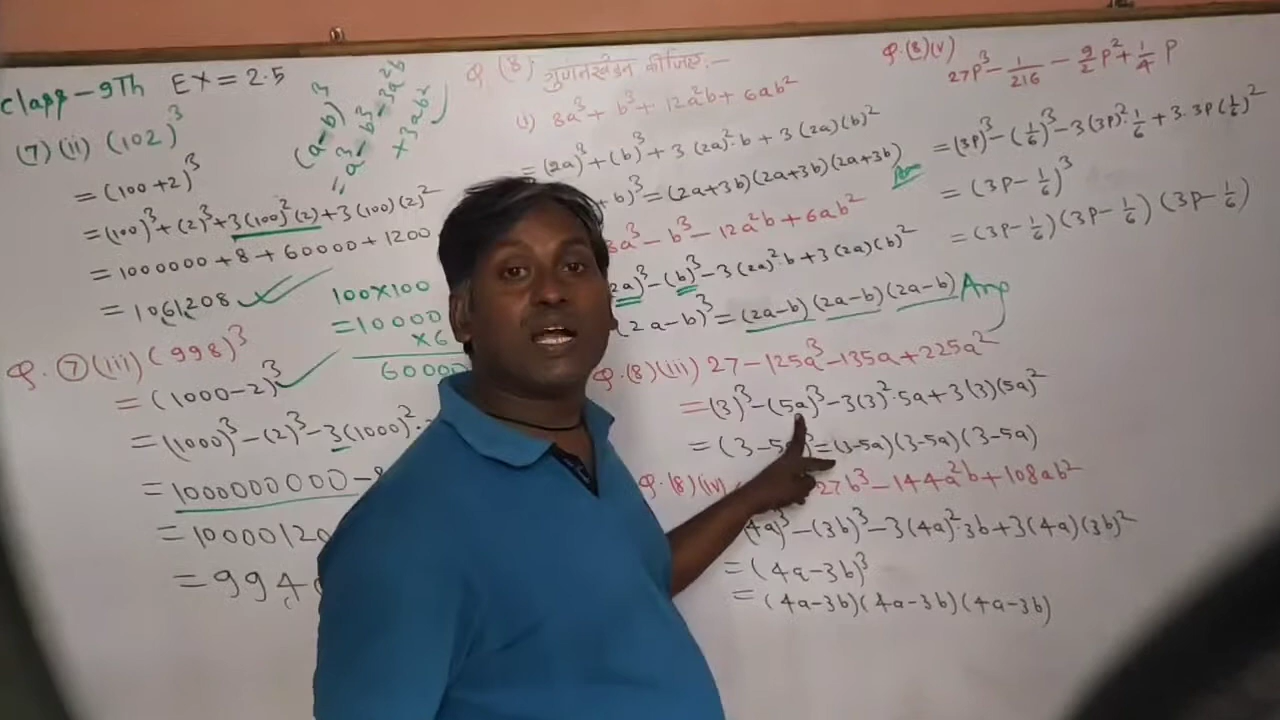 Clapp - 9Th EX = 2.5
(7)(ii) (102)³
= (100+2)³
= (100)³+(2)³+3(100)²(2)+3(100)(2)²
= 1000000+8+60000+1200
= 1061208
(a-b)³
= a³-b³-3a²b
+3ab²
100×100
=10000
×6
60000
Q. (7)(iii) (998)³
= (1000-2)³
= (1000)³-(2)³-3(1000)²·
= 1000000000-8
= 10000120
= 994
Q. (8) गुणनखंडन कीजिए:-
(i) 8a³+b³+12a²b+6ab²
= (2a)³+(b)³+3(2a)²·b+3(2a)(b)²
+b)³=(2a+3b)(2a+3b)(2a+3b) Ans
8a³-b³-12a²b+6ab²
2a)³-(b)³-3(2a)²·b+3(2a)(b)²
(2a-b)³=(2a-b)(2a-b)(2a-b) Ans
Q.(8)(iii) 27-125a³-135a+225a²
=(3)³-(5a)³-3(3)²·5a+3(3)(5a)²
=(3-5a)³=(3-5a)(3-5a)(3-5a)
Q.(8)(iv) 27b³-144a²b+108ab²
(4a)³-(3b)³-3(4a)²·3b+3(4a)(3b)²
=(4a-3b)³
=(4a-3b)(4a-3b)(4a-3b)
Q.(8)(v)
27P³-1/216-9/2P²+1/4P
=(3P)³-(1/6)³-3(3P)²·1/6+3·3P(1/6)²
=(3P-1/6)³
=(3P-1/6)(3P-1/6)(3P-1/6)